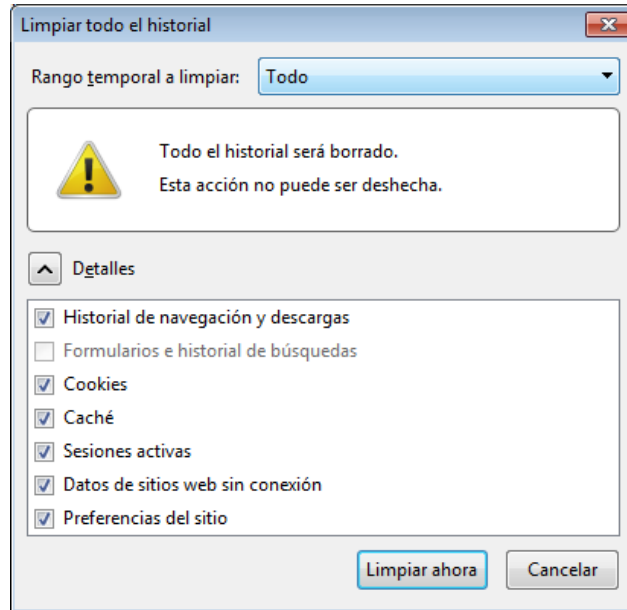 Limpiar todo el historial
Rango temporal a limpiar: Todo
Todo el historial será borrado.
Esta acción no puede ser deshecha.
Detalles
Historial de navegación y descargas
Formularios e historial de búsquedas
Cookies
Caché
Sesiones activas
Datos de sitios web sin conexión
Preferencias del sitio
Limpiar ahora Cancelar